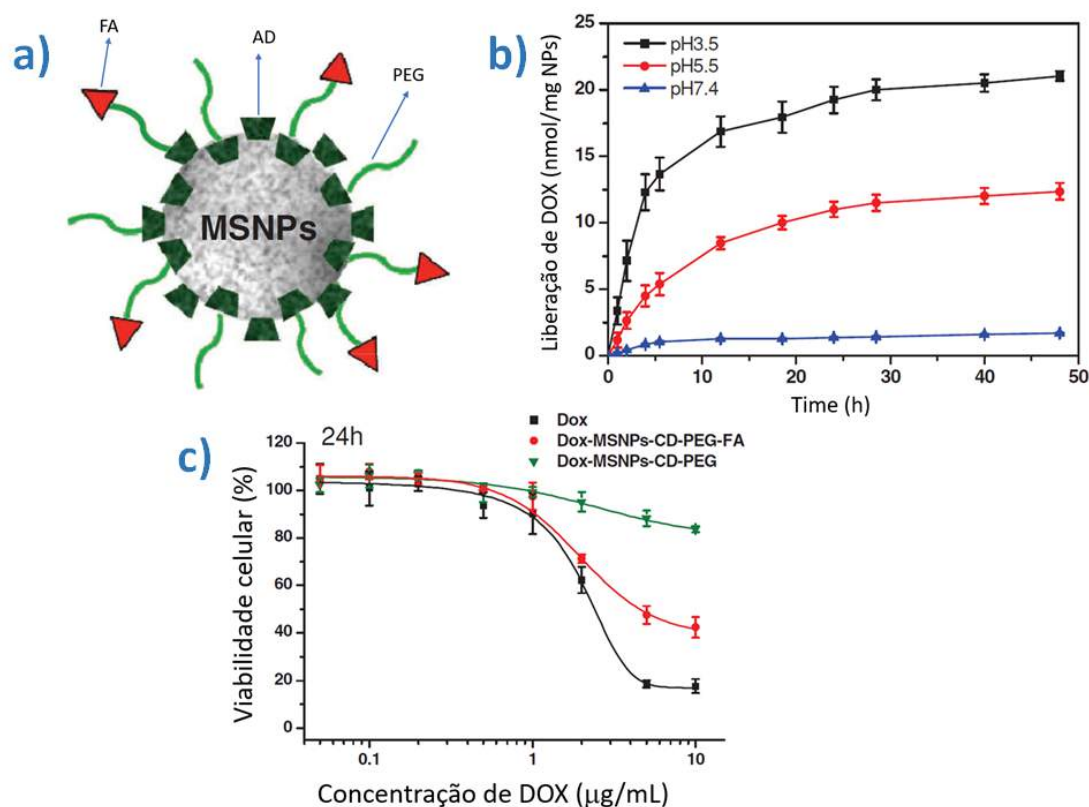 a)
FA
AD
PEG
MSNPs
b)
Liberação de DOX (nmol/mg NPs)
25
20
15
10
5
0
pH3.5
pH5.5
pH7.4
0 10 20 30 40 50
Time (h)
c)
24h
Dox
Dox-MSNPs-CD-PEG-FA
Dox-MSNPs-CD-PEG
Viabilidade celular (%)
120
100
80
60
40
20
0
0.1 1 10
Concentração de DOX (µg/mL)